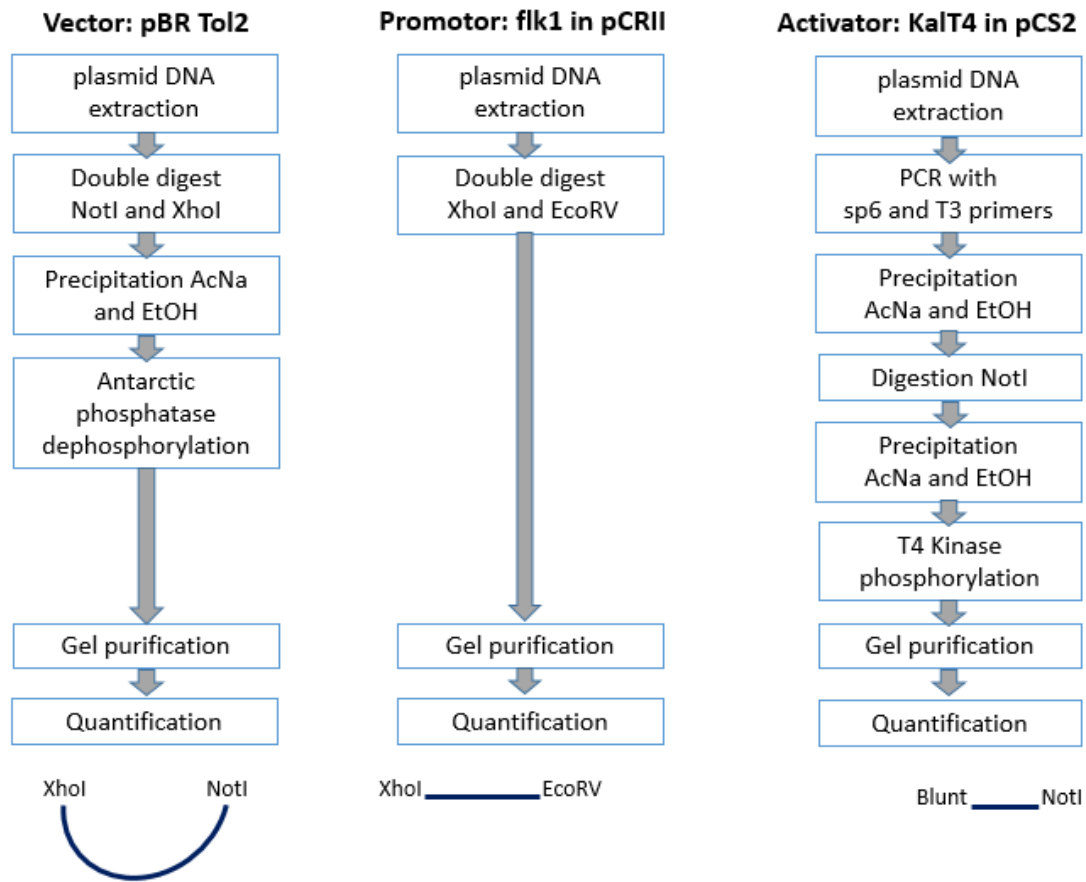 Vector: pBR Tol2
plasmid DNA
extraction
Double digest
NotI and XhoI
Precipitation AcNa
and EtOH
Antarctic
phosphatase
dephosphorylation
Gel purification
Quantification
XhoI
NotI
Promotor: flk1 in pCRII
plasmid DNA
extraction
Double digest
XhoI and EcoRV
Gel purification
Quantification
XhoI
EcoRV
Activator: KalT4 in pCS2
plasmid DNA
extraction
PCR with
sp6 and T3 primers
Precipitation
AcNa and EtOH
Digestion NotI
Precipitation
AcNa and EtOH
T4 Kinase
phosphorylation
Gel purification
Quantification
Blunt
NotI